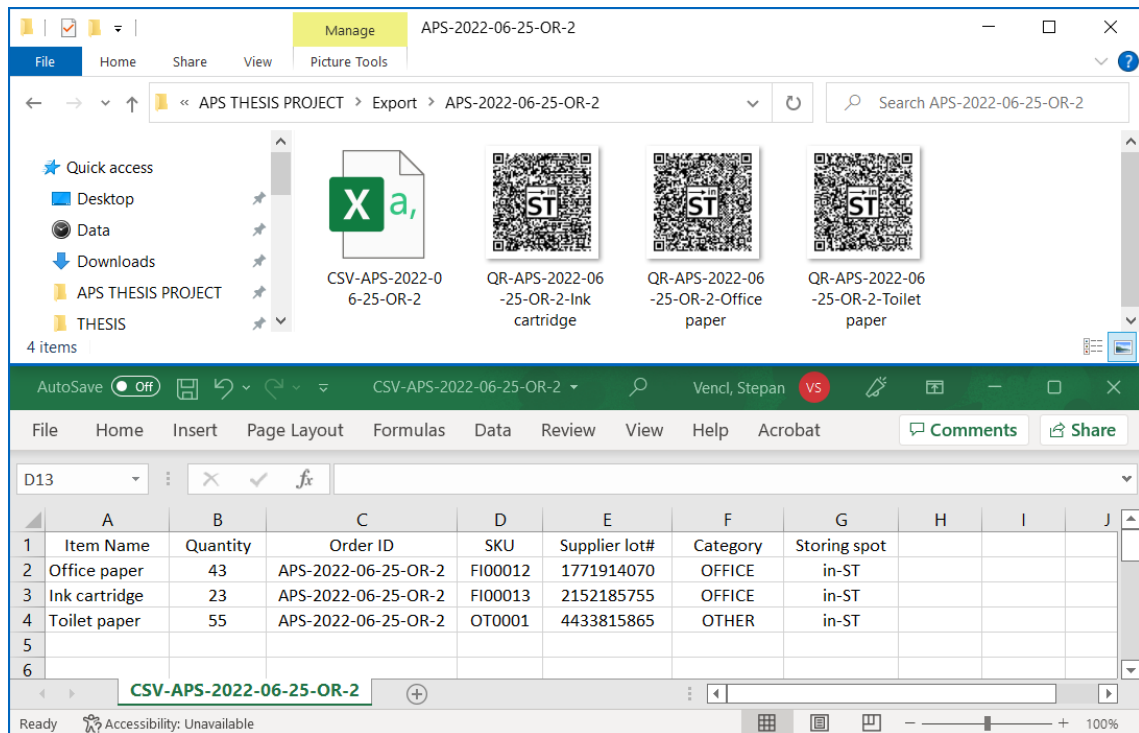 Manage APS-2022-06-25-OR-2
File Home Share View Picture Tools
« APS THESIS PROJECT > Export > APS-2022-06-25-OR-2 Search APS-2022-06-25-OR-2
Quick access
Desktop
Data
Downloads
APS THESIS PROJECT
THESIS
X a,
CSV-APS-2022-0
6-25-OR-2
in
ST
QR-APS-2022-06
-25-OR-2-Ink
cartridge
in
ST
QR-APS-2022-06
-25-OR-2-Office
paper
in
ST
QR-APS-2022-06
-25-OR-2-Toilet
paper
4 items
AutoSave Off CSV-APS-2022-06-25-OR-2 Vencl, Stepan VS
File Home Insert Page Layout Formulas Data Review View Help Acrobat Comments Share
D13 fx
A B C D E F G H I J
1 Item Name Quantity Order ID SKU Supplier lot# Category Storing spot
2 Office paper 43 APS-2022-06-25-OR-2 FI00012 1771914070 OFFICE in-ST
3 Ink cartridge 23 APS-2022-06-25-OR-2 FI00013 2152185755 OFFICE in-ST
4 Toilet paper 55 APS-2022-06-25-OR-2 OT0001 4433815865 OTHER in-ST
5
6
CSV-APS-2022-06-25-OR-2
Ready Accessibility: Unavailable 100%